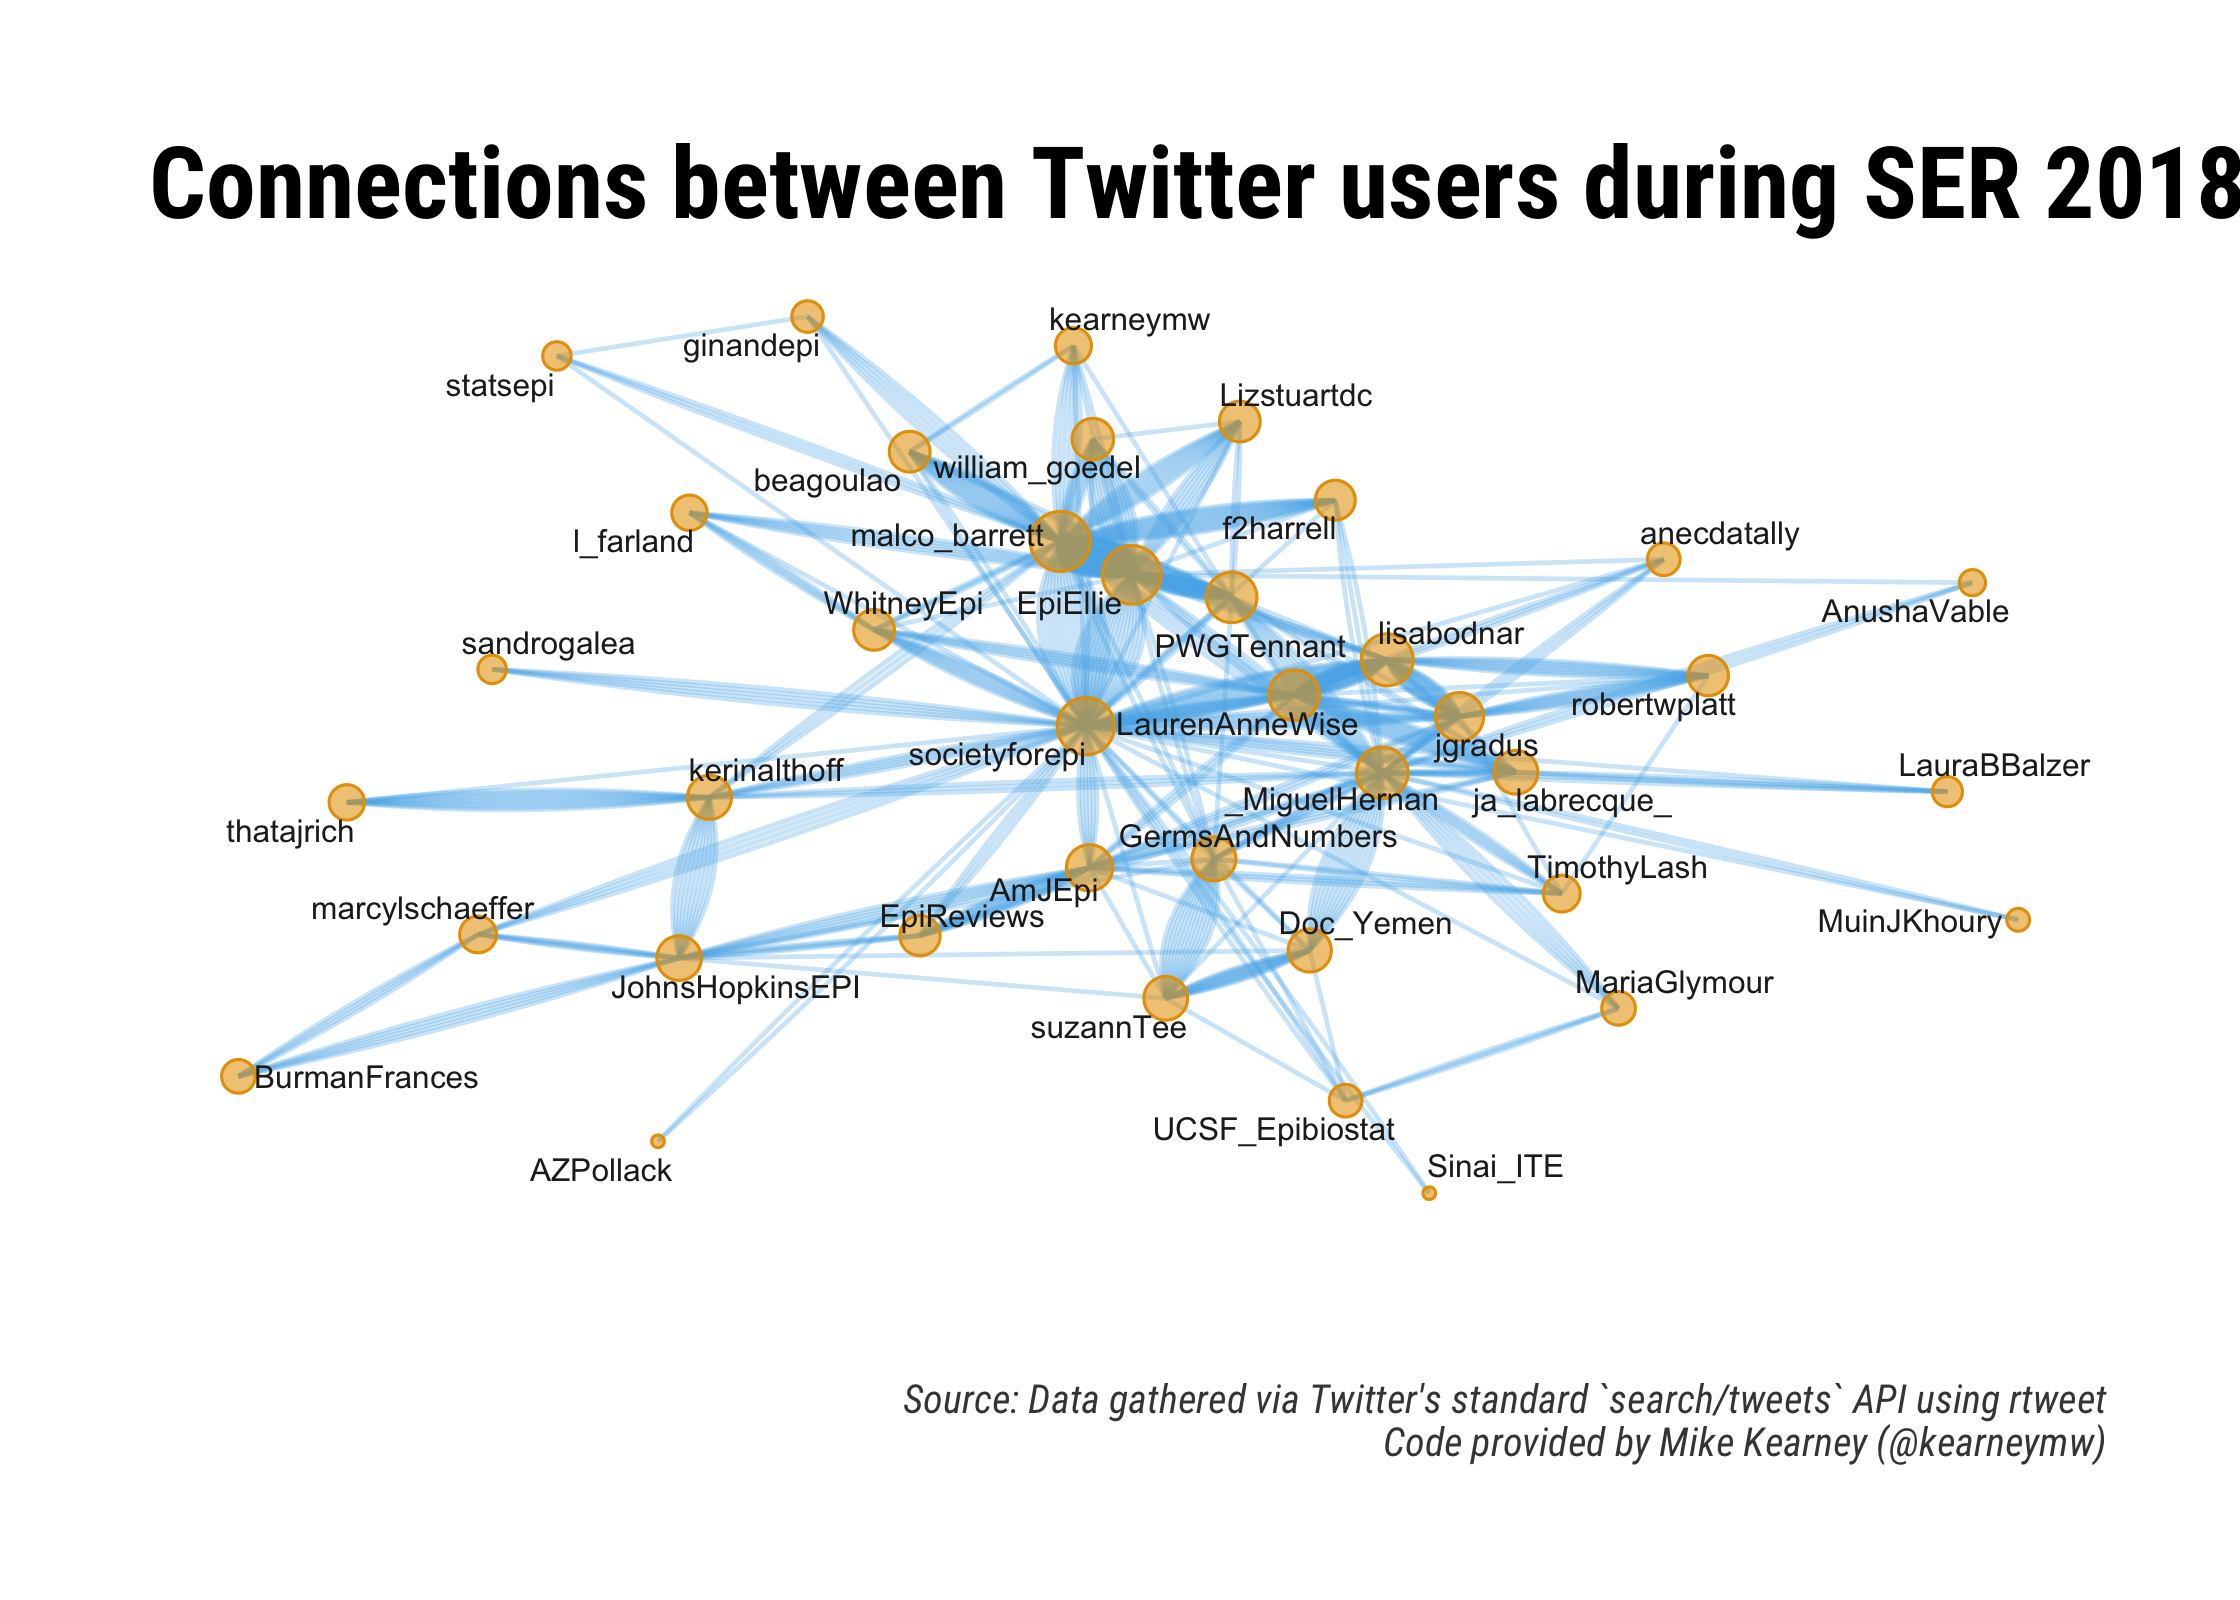 Connections between Twitter users during SER 2018
kearneymw
ginandepi
statsepi
Lizstuartdc
william_goedel
beagoulao
f2harrell
anecdatally
malco_barrett
l_farland
WhitneyEpi
EpiEllie
AnushaVable
lisabodnar
sandrogalea
PWGTennant
robertwplatt
LaurenAnneWise
societyforepi
jgradus
kerinalthoff
LauraBBalzer
_MiguelHernan
ja_labrecque_
thatajrich
GermsAndNumbers
TimothyLash
AmJEpi
marcylschaeffer
EpiReviews
Doc_Yemen
MuinJKhoury
JohnsHopkinsEPI
MariaGlymour
suzannTee
BurmanFrances
UCSF_Epibiostat
Sinai_ITE
AZPollack
Source: Data gathered via Twitter's standard `search/tweets` API using rtweet
Code provided by Mike Kearney (@kearneymw)